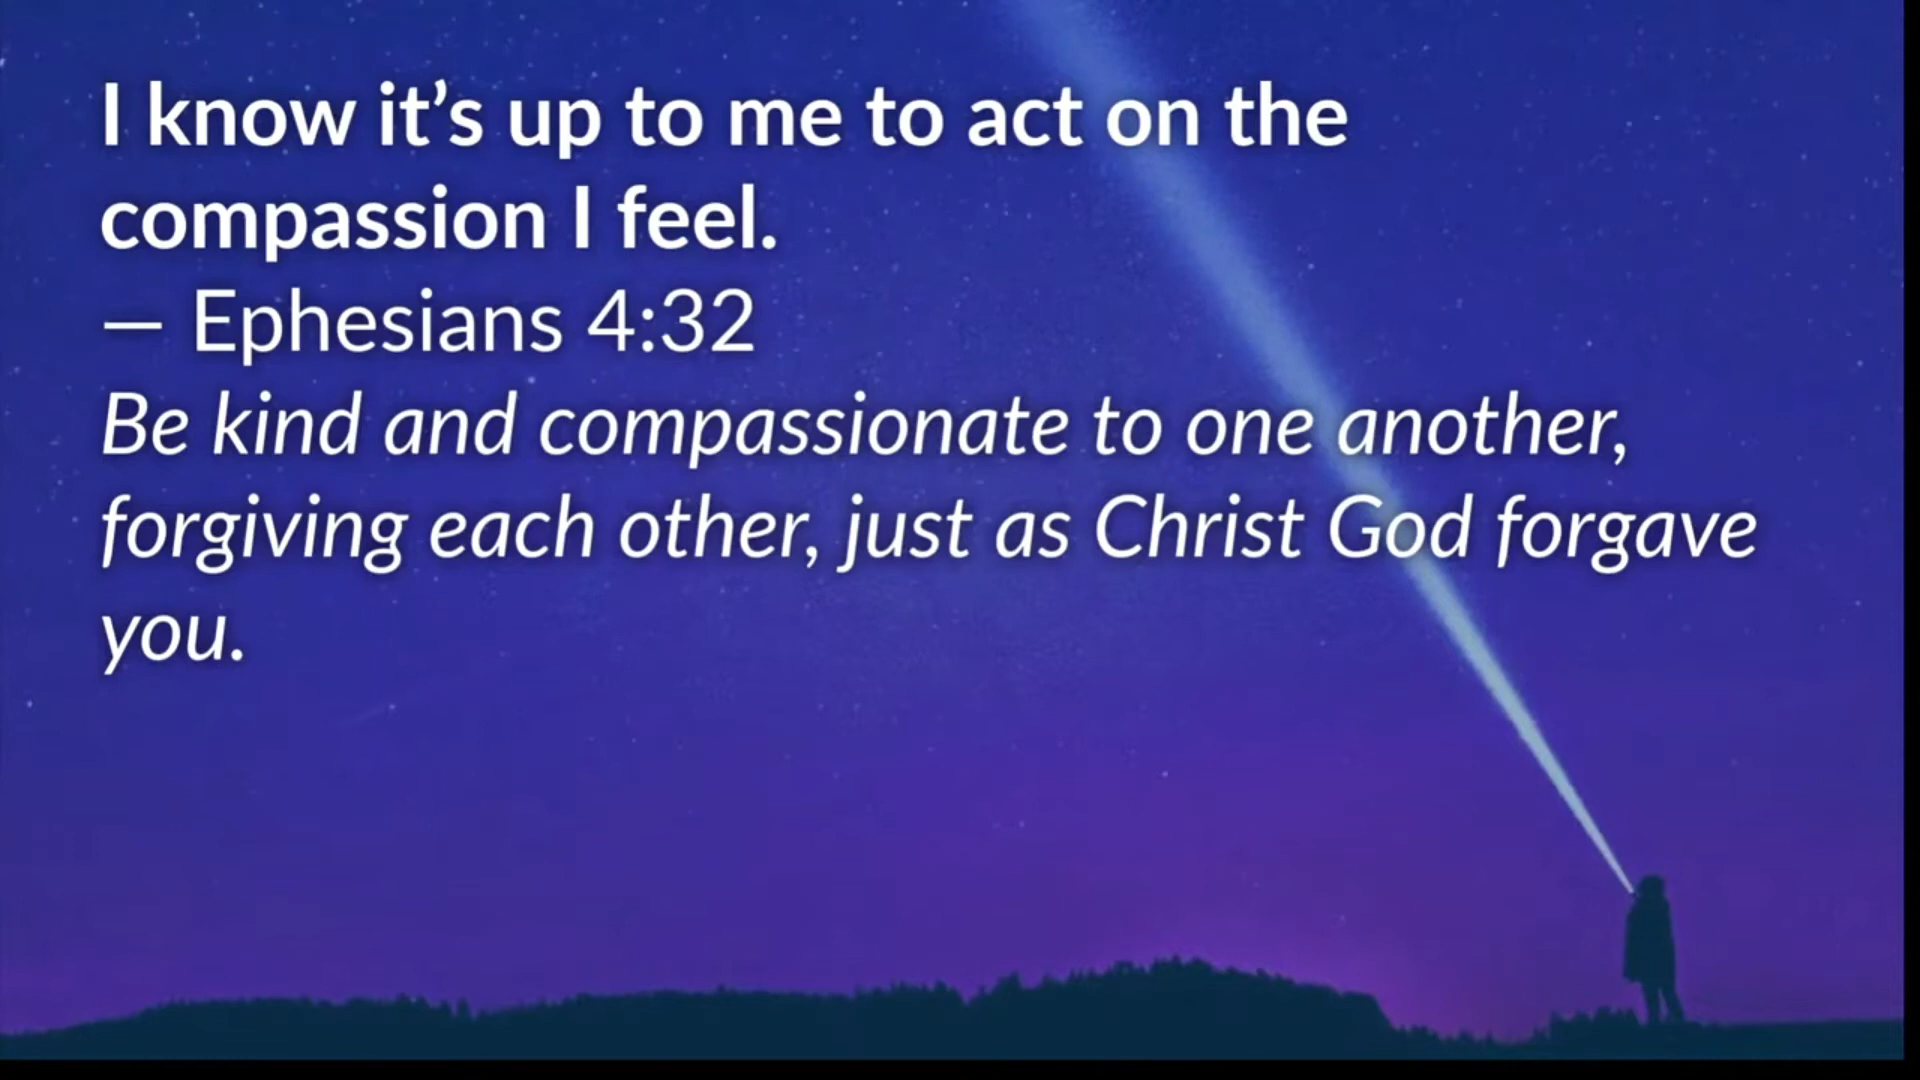 I know it’s up to me to act on the
compassion I feel.
— Ephesians 4:32
Be kind and compassionate to one another,
forgiving each other, just as Christ God forgave
you.